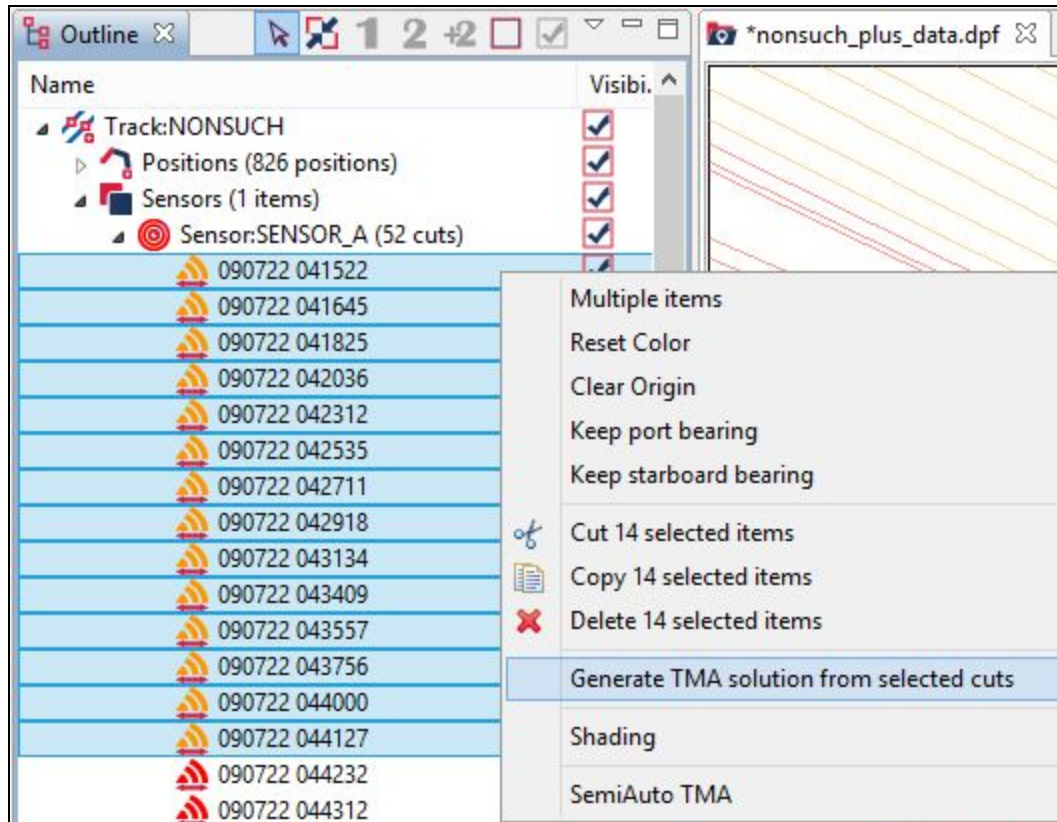 Outline
1 2 +2
*nonsuch_plus_data.dpf
Name Visibi.
Track:NONSUCH
Positions (826 positions)
Sensors (1 items)
Sensor:SENSOR_A (52 cuts)
090722 041522
090722 041645
090722 041825
090722 042036
090722 042312
090722 042535
090722 042711
090722 042918
090722 043134
090722 043409
090722 043557
090722 043756
090722 044000
090722 044127
090722 044232
090722 044312
Multiple items
Reset Color
Clear Origin
Keep port bearing
Keep starboard bearing
Cut 14 selected items
Copy 14 selected items
Delete 14 selected items
Generate TMA solution from selected cuts
Shading
SemiAuto TMA